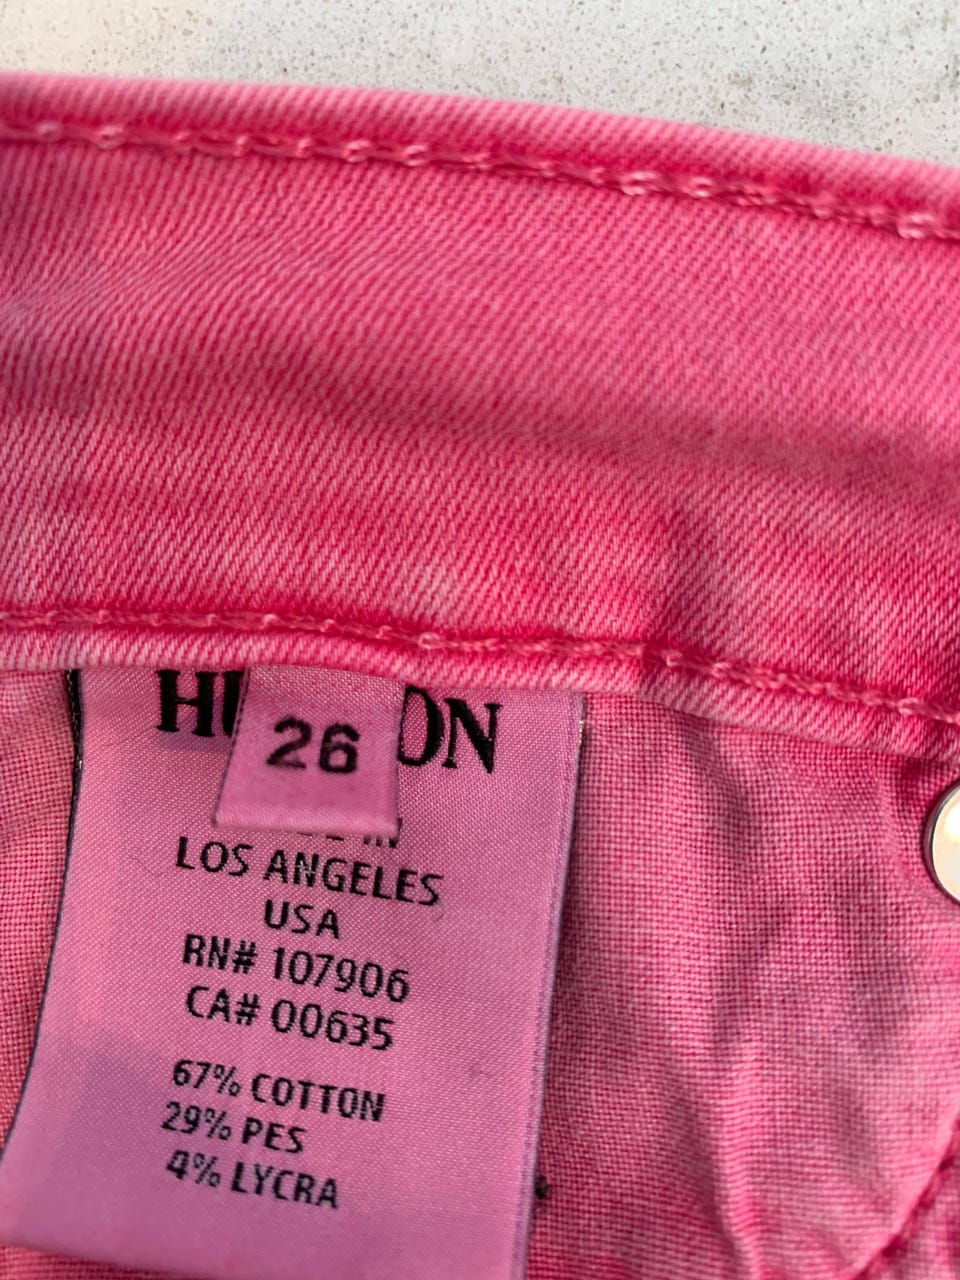 26
LOS ANGELES
USA
RN# 107906
CA# 00635
67% COTTON
29% PES
4% LYCRA